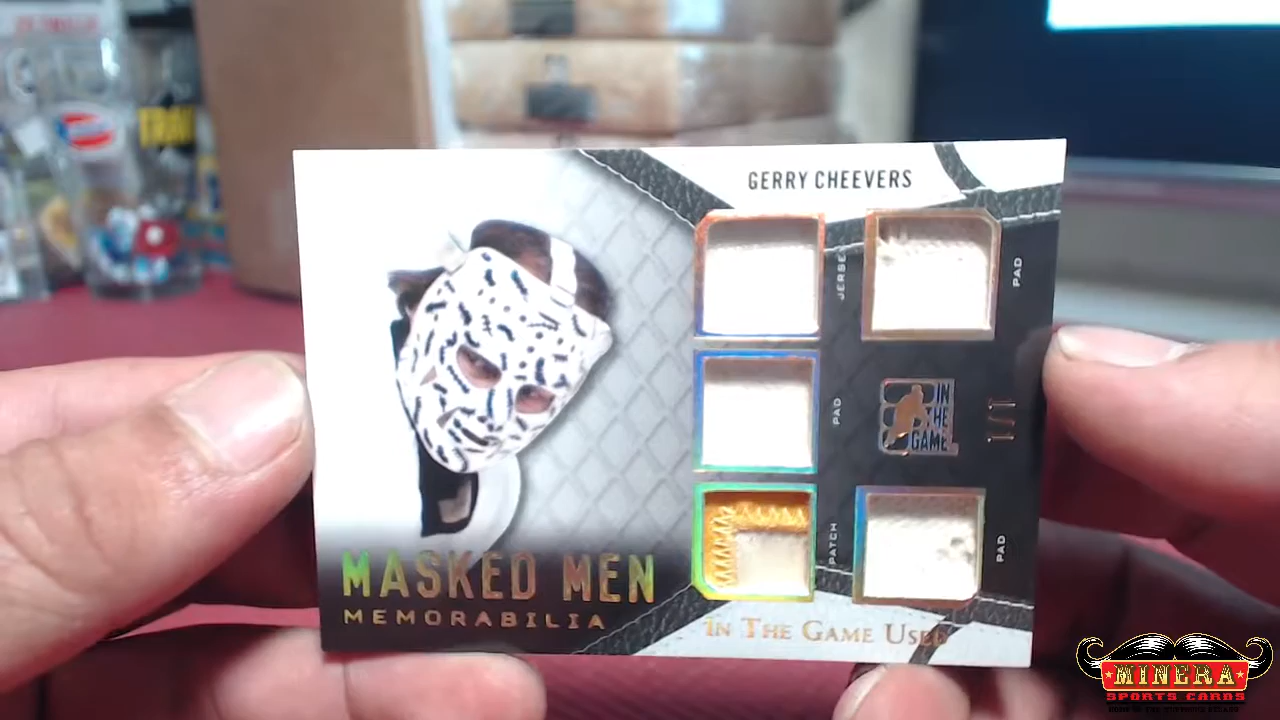 GERRY CHEEVERS
JERSEY
PAD
PAD
IN
THE
GAME
1/1
PATCH
PAD
MASKED MEN
MEMORABILIA
IN THE GAME USED
MINERA
SPORTS CARDS